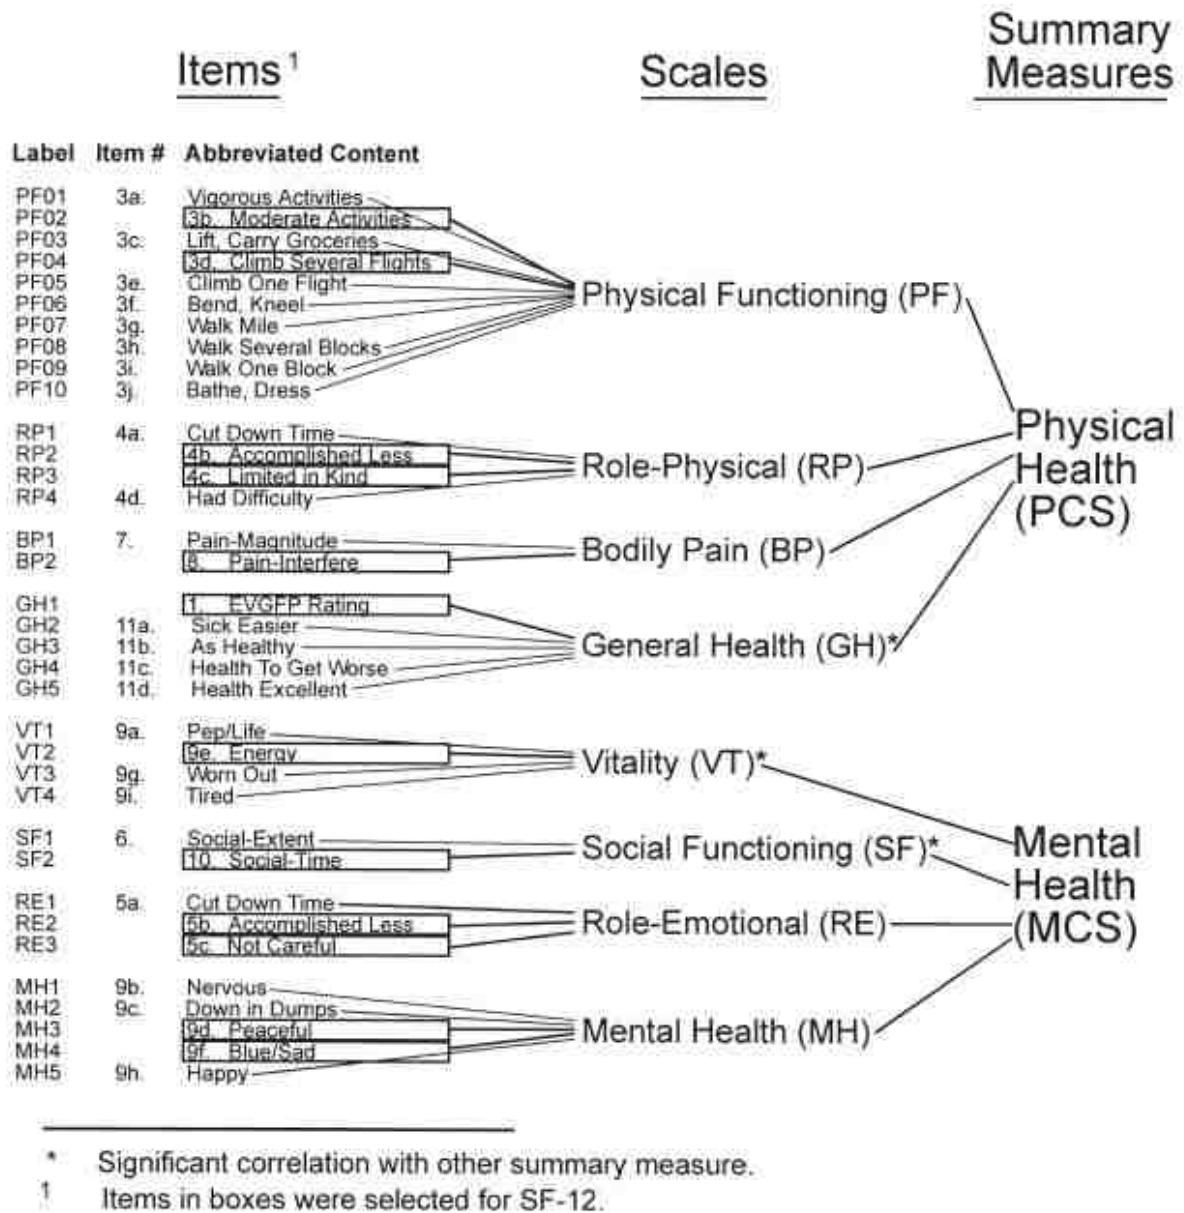 Items ¹ Scales Summary Measures
Label Item # Abbreviated Content
PF01 3a. Vigorous Activities
PF02 3b. Moderate Activities
PF03 3c. Lift, Carry Groceries
PF04 3d. Climb Several Flights
PF05 3e. Climb One Flight
PF06 3f. Bend, Kneel
PF07 3g. Walk Mile
PF08 3h. Walk Several Blocks
PF09 3i. Walk One Block
PF10 3j. Bathe, Dress
Physical Functioning (PF)
RP1 4a. Cut Down Time
RP2 4b. Accomplished Less
RP3 4c. Limited in Kind
RP4 4d. Had Difficulty
Role-Physical (RP)
BP1 7. Pain-Magnitude
BP2 8. Pain-Interfere
Bodily Pain (BP)
GH1 1. EVGFP Rating
GH2 11a. Sick Easier
GH3 11b. As Healthy
GH4 11c. Health To Get Worse
GH5 11d. Health Excellent
General Health (GH)*
Physical
Health
(PCS)
VT1 9a. Pep/Life
VT2 9e. Energy
VT3 9g. Worn Out
VT4 9i. Tired
Vitality (VT)*
SF1 6. Social-Extent
SF2 10. Social-Time
Social Functioning (SF)*
RE1 5a. Cut Down Time
RE2 5b. Accomplished Less
RE3 5c. Not Careful
Role-Emotional (RE)
MH1 9b. Nervous
MH2 9c. Down in Dumps
MH3 9d. Peaceful
MH4 9f. Blue/Sad
MH5 9h. Happy
Mental Health (MH)
Mental
Health
(MCS)
* Significant correlation with other summary measure.
¹ Items in boxes were selected for SF-12.